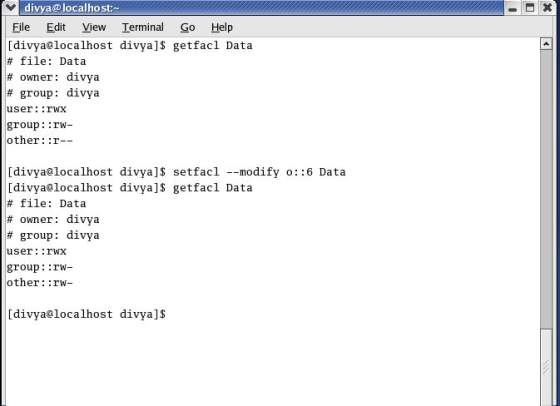 divya@localhost:~
File Edit View Terminal Go Help
[divya@localhost divya]$ getfacl Data
# file: Data
# owner: divya
# group: divya
user::rwx
group::rw-
other::r--
[divya@localhost divya]$ setfacl --modify o::6 Data
[divya@localhost divya]$ getfacl Data
# file: Data
# owner: divya
# group: divya
user::rwx
group::rw-
other::rw-
[divya@localhost divya]$